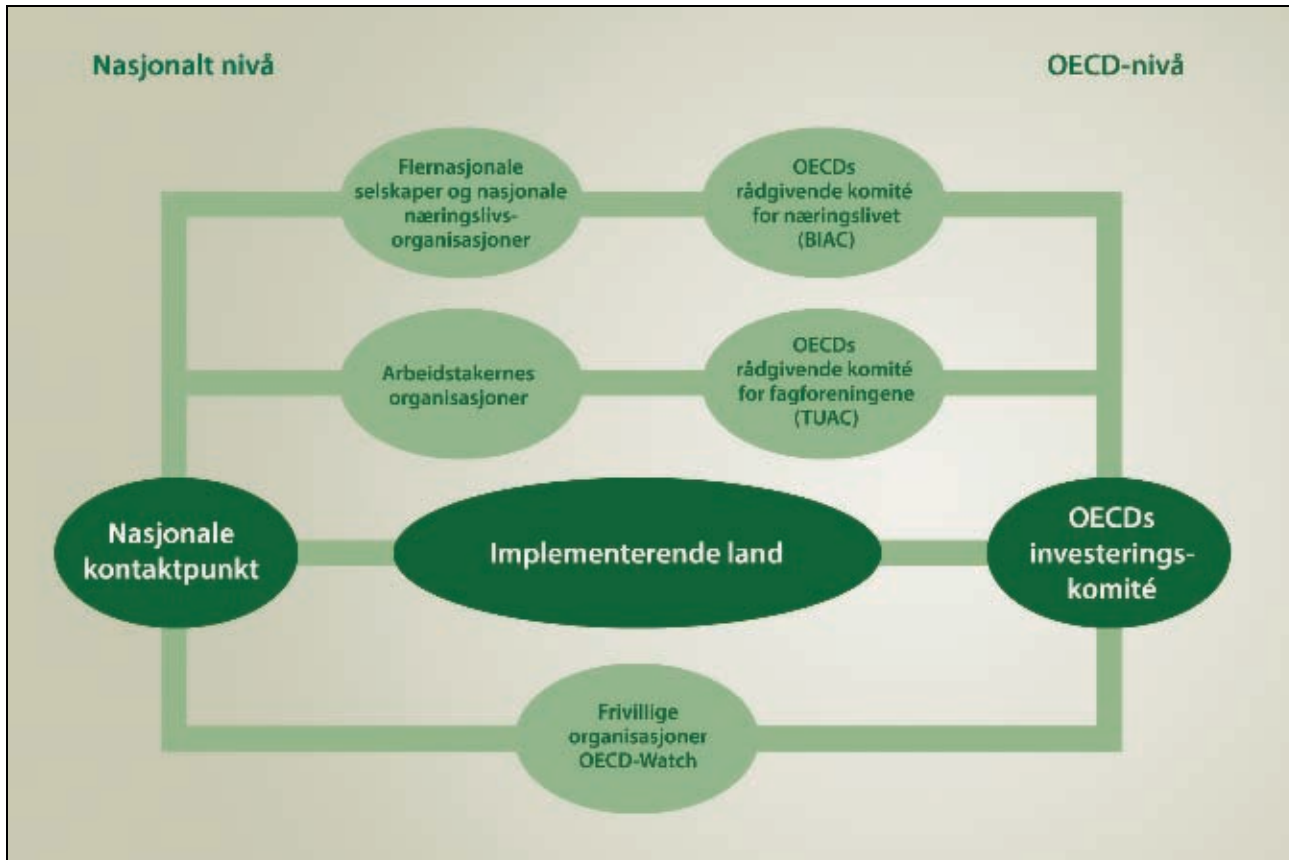 Nasjonalt nivå
OECD-nivå
Flernasjonale
selskaper og nasjonale
næringslivs-
organisasjoner
OECDs
rådgivende komité
for næringslivet
(BIAC)
Arbeidstakernes
organisasjoner
OECDs
rådgivende komité
for fagforeningene
(TUAC)
Nasjonale
kontaktpunkt
Implementerende land
OECDs
investerings-
komité
Frivillige
organisasjoner
OECD-Watch